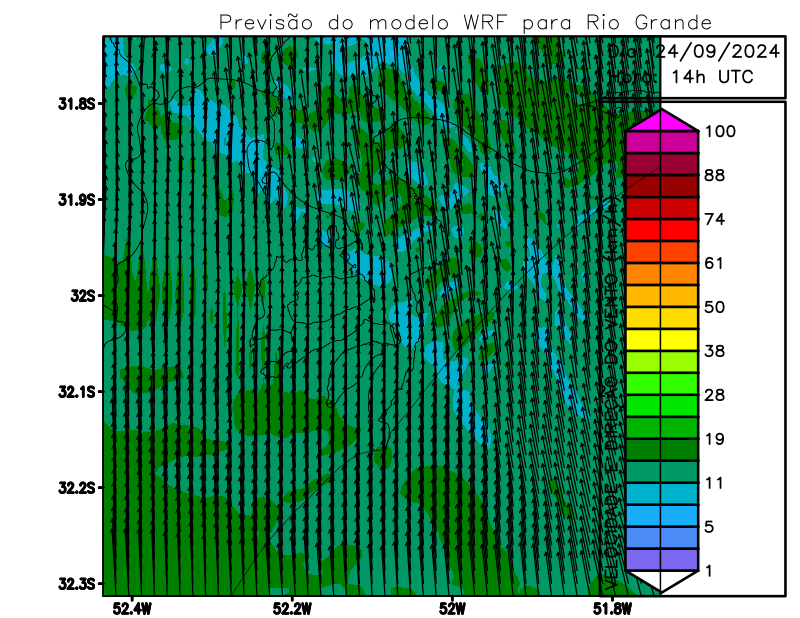 Previsão do modelo WRF para Rio Grande
Dia: 24/09/2024
Hora: 14h UTC
31.8S
31.9S
32S
32.1S
32.2S
32.3S
52.4W
52.2W
52W
51.8W
VELOCIDADE E DIREÇÃO DO VENTO (km/h)
100
88
74
61
50
38
28
19
11
5
1